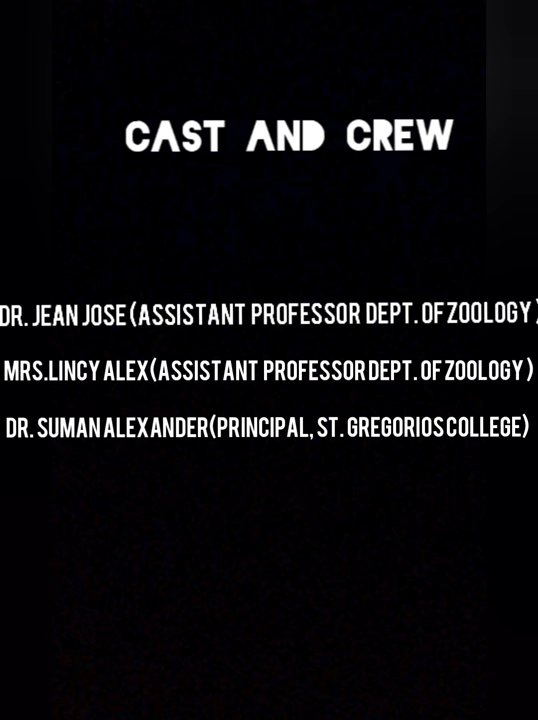 CAST AND CREW
DR. JEAN JOSE (ASSISTANT PROFESSOR DEPT. OF ZOOLOGY)
MRS.LINCY ALEX(ASSISTANT PROFESSOR DEPT. OF ZOOLOGY )
DR. SUMAN ALEXANDER(PRINCIPAL, ST. GREGORIOS COLLEGE)